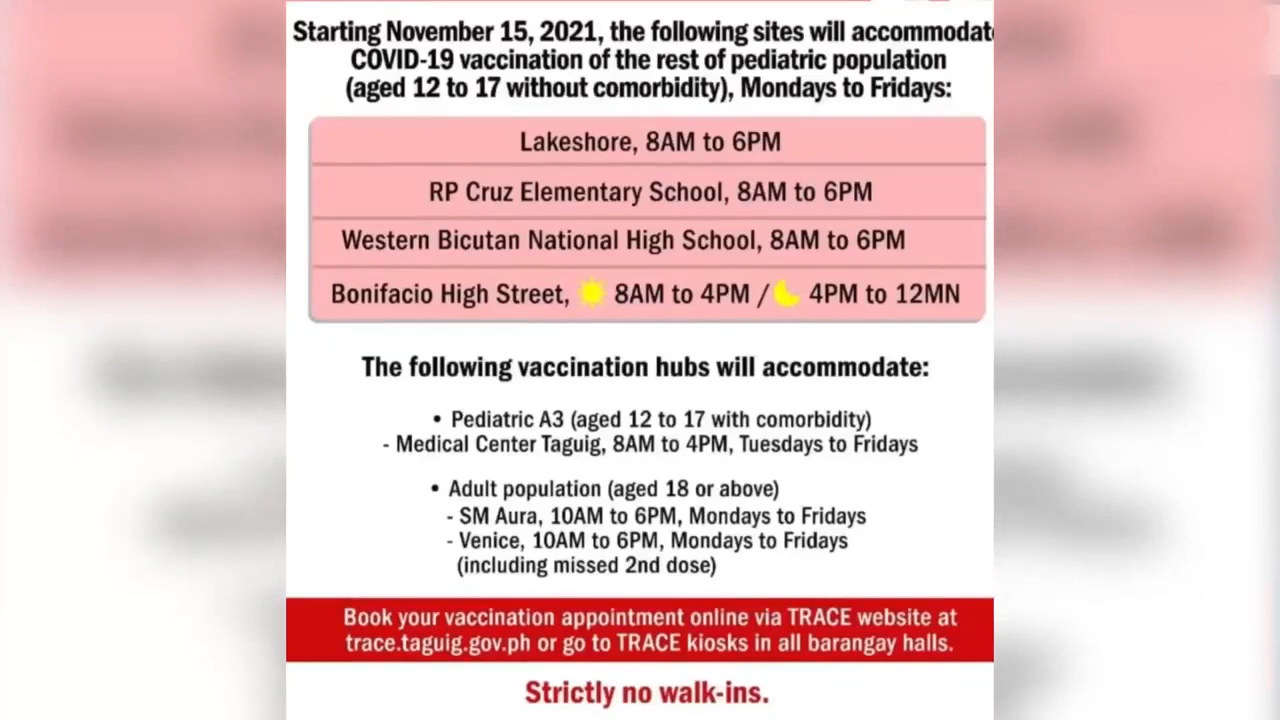 Starting November 15, 2021, the following sites will accommodat
COVID-19 vaccination of the rest of pediatric population
(aged 12 to 17 without comorbidity), Mondays to Fridays:
Lakeshore, 8AM to 6PM
RP Cruz Elementary School, 8AM to 6PM
Western Bicutan National High School, 8AM to 6PM
Bonifacio High Street, 8AM to 4PM / 4PM to 12MN
The following vaccination hubs will accommodate:
• Pediatric A3 (aged 12 to 17 with comorbidity)
- Medical Center Taguig, 8AM to 4PM, Tuesdays to Fridays
• Adult population (aged 18 or above)
- SM Aura, 10AM to 6PM, Mondays to Fridays
- Venice, 10AM to 6PM, Mondays to Fridays
(including missed 2nd dose)
Book your vaccination appointment online via TRACE website at
trace.taguig.gov.ph or go to TRACE kiosks in all barangay halls.
Strictly no walk-ins.